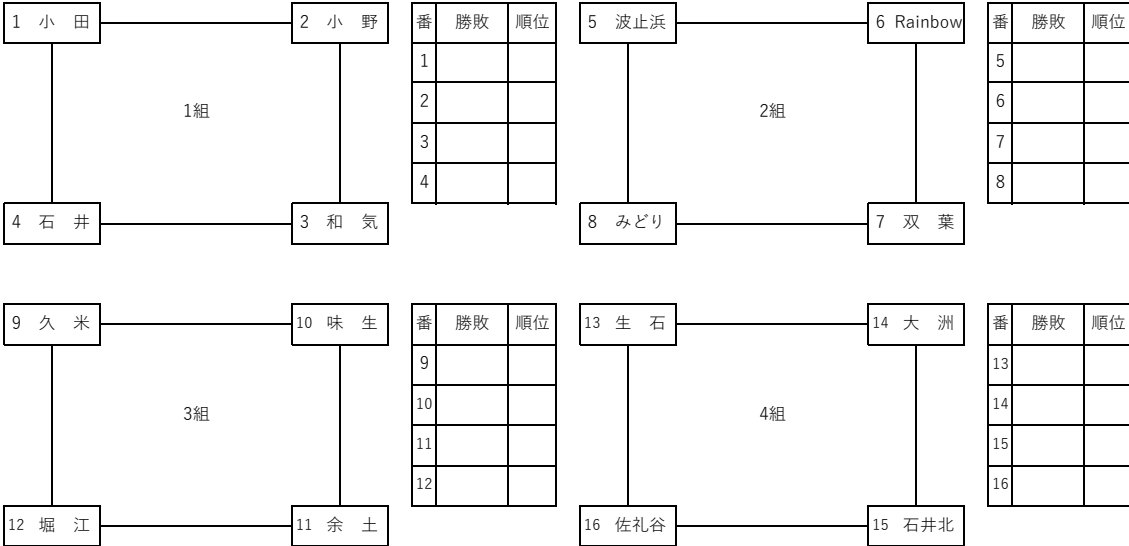 1 小 田
2 小 野
番 勝敗 順位
1
2
3
4
1組
4 石 井
3 和 気
5 波止浜
6 Rainbow
番 勝敗 順位
5
6
7
8
2組
8 みどり
7 双 葉
9 久 米
10 味 生
番 勝敗 順位
9
10
11
12
3組
12 堀 江
11 余 土
13 生 石
14 大 洲
番 勝敗 順位
13
14
15
16
4組
16 佐礼谷
15 石井北